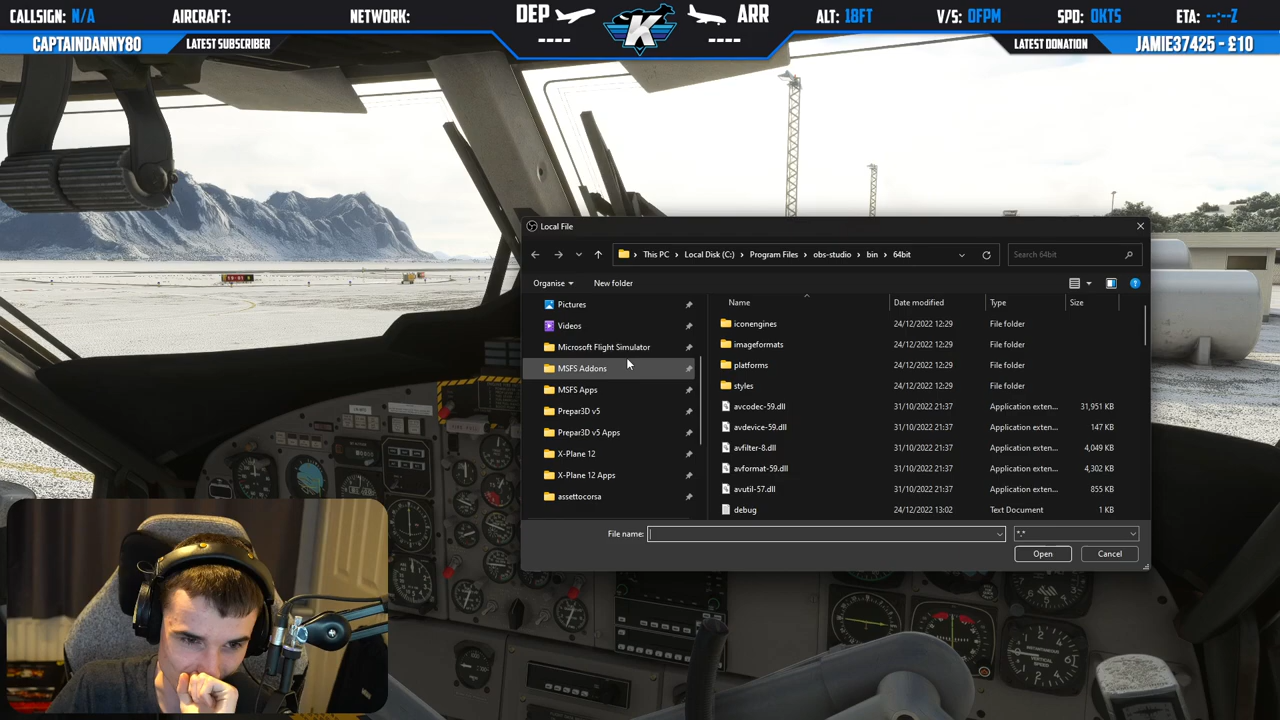 CALLSIGN: N/A
AIRCRAFT:
NETWORK:
DEP
K
ARR
ALT: 18FT
V/S: 0FPM
SPD: 0KTS
ETA: --:--Z
CAPTAINDANNY80
LATEST SUBSCRIBER
----
----
LATEST DONATION
JAMIE37425 - £10
Local File
This PC > Local Disk (C:) > Program Files > obs-studio > bin > 64bit
Search 64bit
Organise
New folder
Name
Date modified
Type
Size
Pictures
Videos
Microsoft Flight Simulator
MSFS Addons
MSFS Apps
Prepar3D v5
Prepar3D v5 Apps
X-Plane 12
X-Plane 12 Apps
assettocorsa
iconengines 24/12/2022 12:29 File folder
imageformats 24/12/2022 12:29 File folder
platforms 24/12/2022 12:29 File folder
styles 24/12/2022 12:29 File folder
avcodec-59.dll 31/10/2022 21:37 Application exten... 31,951 KB
avdevice-59.dll 31/10/2022 21:37 Application exten... 147 KB
avfilter-8.dll 31/10/2022 21:37 Application exten... 4,049 KB
avformat-59.dll 31/10/2022 21:37 Application exten... 4,302 KB
avutil-57.dll 31/10/2022 21:37 Application exten... 855 KB
debug 24/12/2022 13:02 Text Document 1 KB
File name:
*.*
Open
Cancel